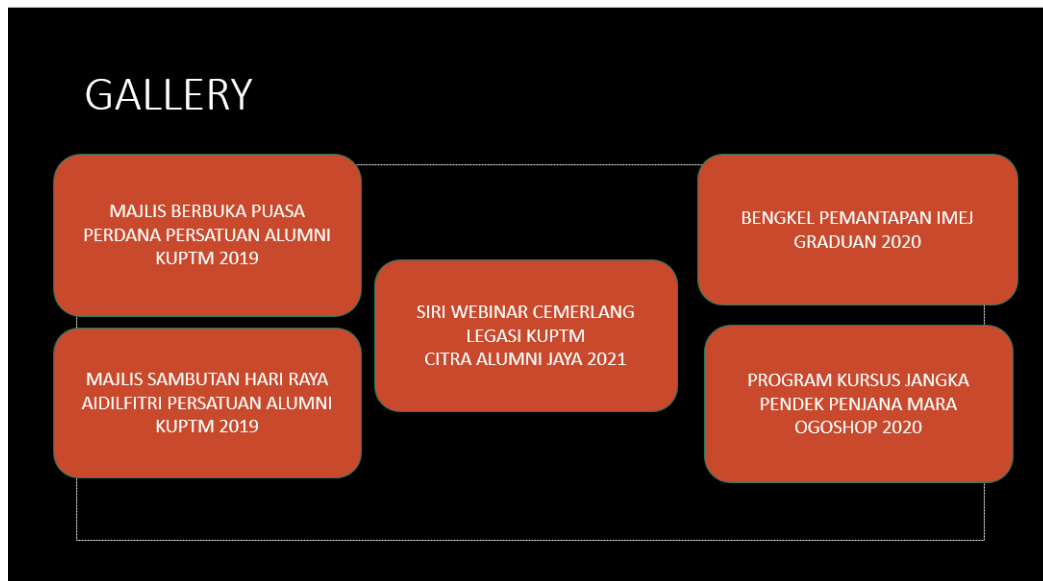 GALLERY
MAJLIS BERBUKA PUASA
PERDANA PERSATUAN ALUMNI
KUPTM 2019
MAJLIS SAMBUTAN HARI RAYA
AIDILFITRI PERSATUAN ALUMNI
KUPTM 2019
SIRI WEBINAR CEMERLANG
LEGASI KUPTM
CITRA ALUMNI JAYA 2021
BENGKEL PEMANTAPAN IMEJ
GRADUAN 2020
PROGRAM KURSUS JANGKA
PENDEK PENJANA MARA
OGOSHOP 2020